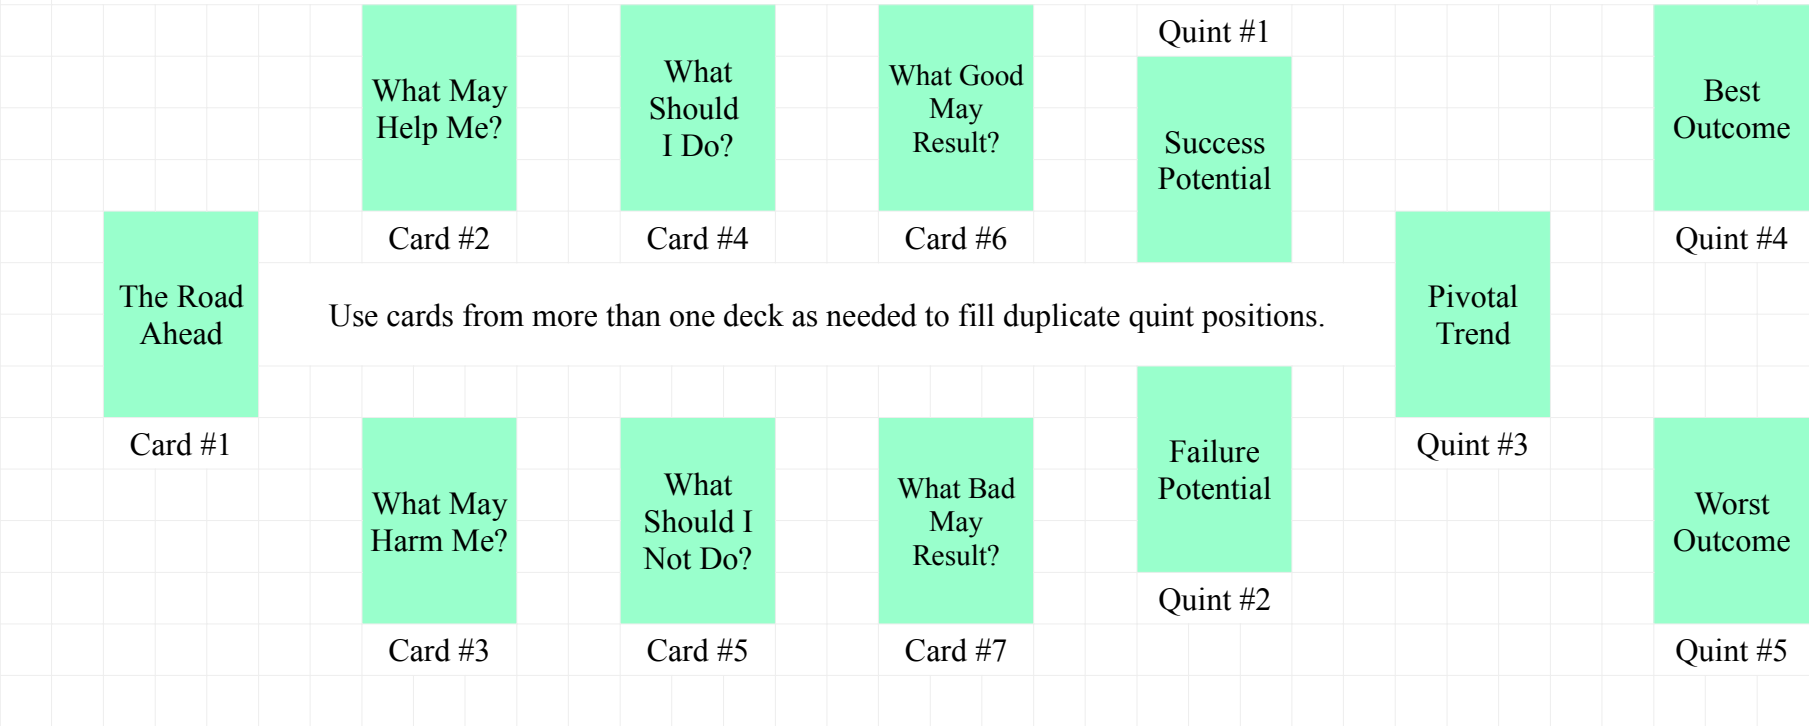 What May
Help Me?
Card #2
What
Should
I Do?
Card #4
What Good
May
Result?
Card #6
Quint #1
Success
Potential
Best
Outcome
Quint #4
The Road
Ahead
Card #1
Use cards from more than one deck as needed to fill duplicate quint positions.
Pivotal
Trend
Quint #3
What May
Harm Me?
Card #3
What
Should I
Not Do?
Card #5
What Bad
May
Result?
Card #7
Failure
Potential
Quint #2
Worst
Outcome
Quint #5